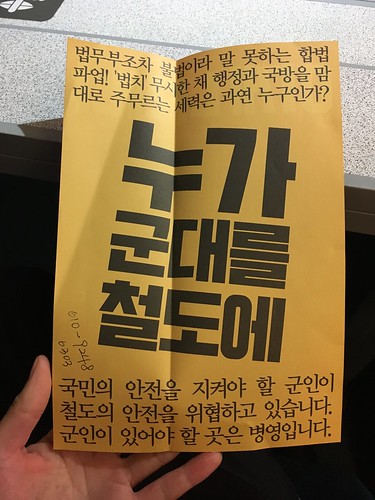 법무부조차 불법이라 말 못하는 합법
파업! '법치' 무시한 채 행정과 국방을 맘
대로 주무르는 세력은 과연 누구인가?
누가
군대를
철도에
국민의 안전을 지켜야 할 군인이
철도의 안전을 위협하고 있습니다.
군인이 있어야 할 곳은 병영입니다.